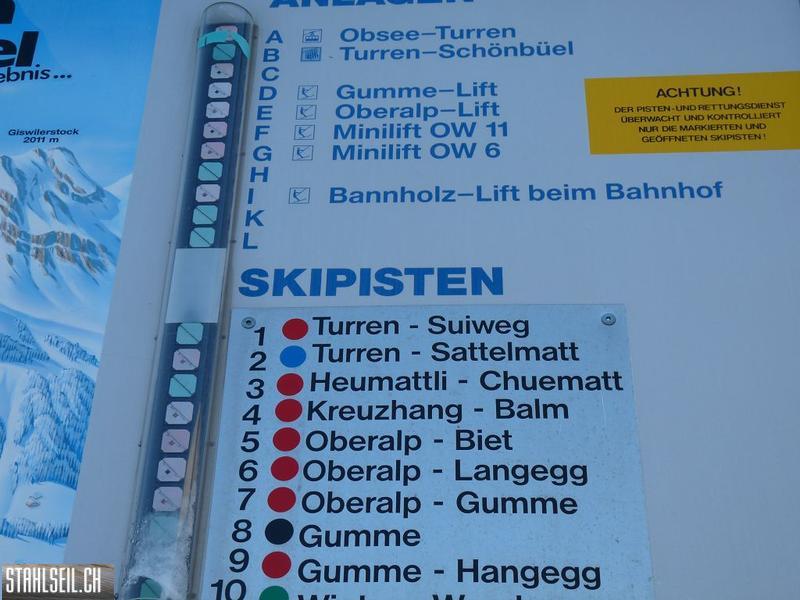 el
ebnis...
Giswilerstock
2011 m
ANLAGEN
A Obsee-Turren
B Turren-Schönbüel
C
D Gumme-Lift
E Oberalp-Lift
F Minilift OW 11
G Minilift OW 6
H
I Bannholz-Lift beim Bahnhof
K
L
ACHTUNG!
DER PISTEN-UND RETTUNGSDIENST
ÜBERWACHT UND KONTROLLIERT
NUR DIE MARKIERTEN UND
GEÖFFNETEN SKIPISTEN!
SKIPISTEN
1 Turren - Suiweg
2 Turren - Sattelmatt
3 Heumattli - Chuematt
4 Kreuzhang - Balm
5 Oberalp - Biet
6 Oberalp - Langegg
7 Oberalp - Gumme
8 Gumme
9 Gumme - Hangegg
10
STAHLSEIL.CH